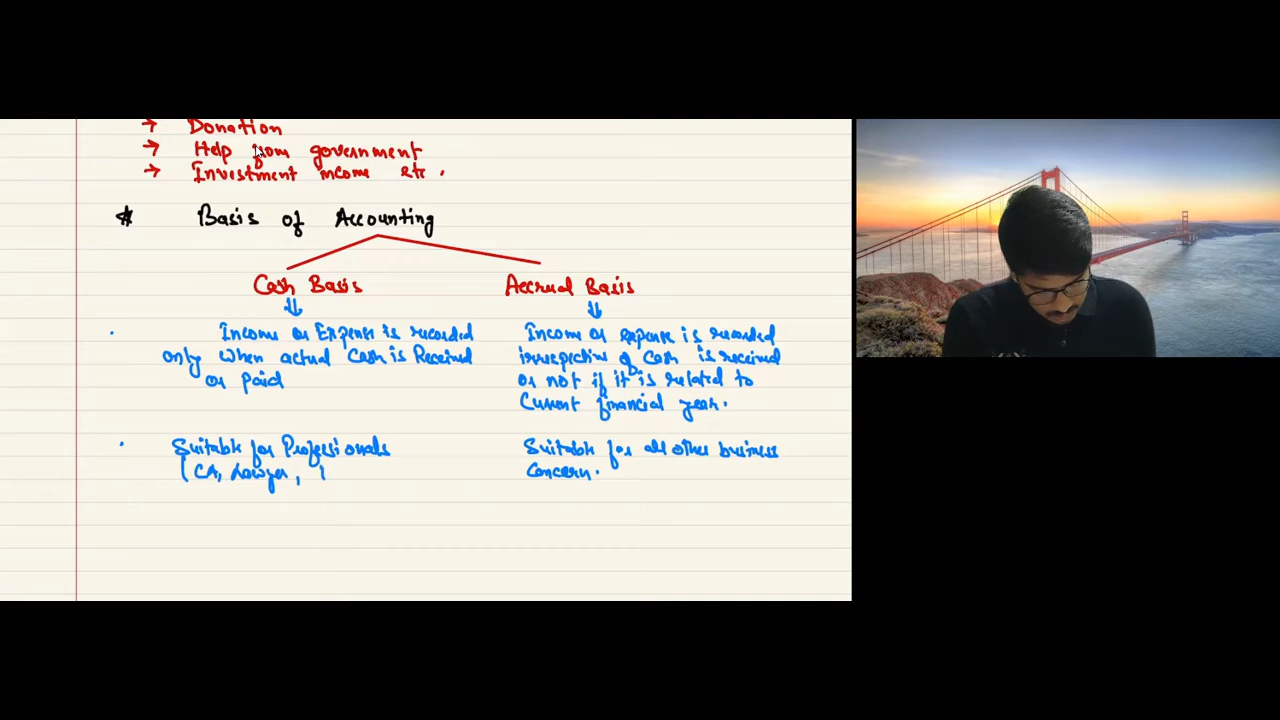 → Donation
→ Help from government
→ Investment income etc.
* Basis of Accounting
Cash Basis
Accrual Basis
Income or Expense is recorded
only when actual Cash is Received
or paid
Income or expense is recorded
irrespective of Cash is received
or not if it is related to
Current financial year.
Suitable for Professionals
(CA, Lawyer, (
Suitable for all other business
Concern.